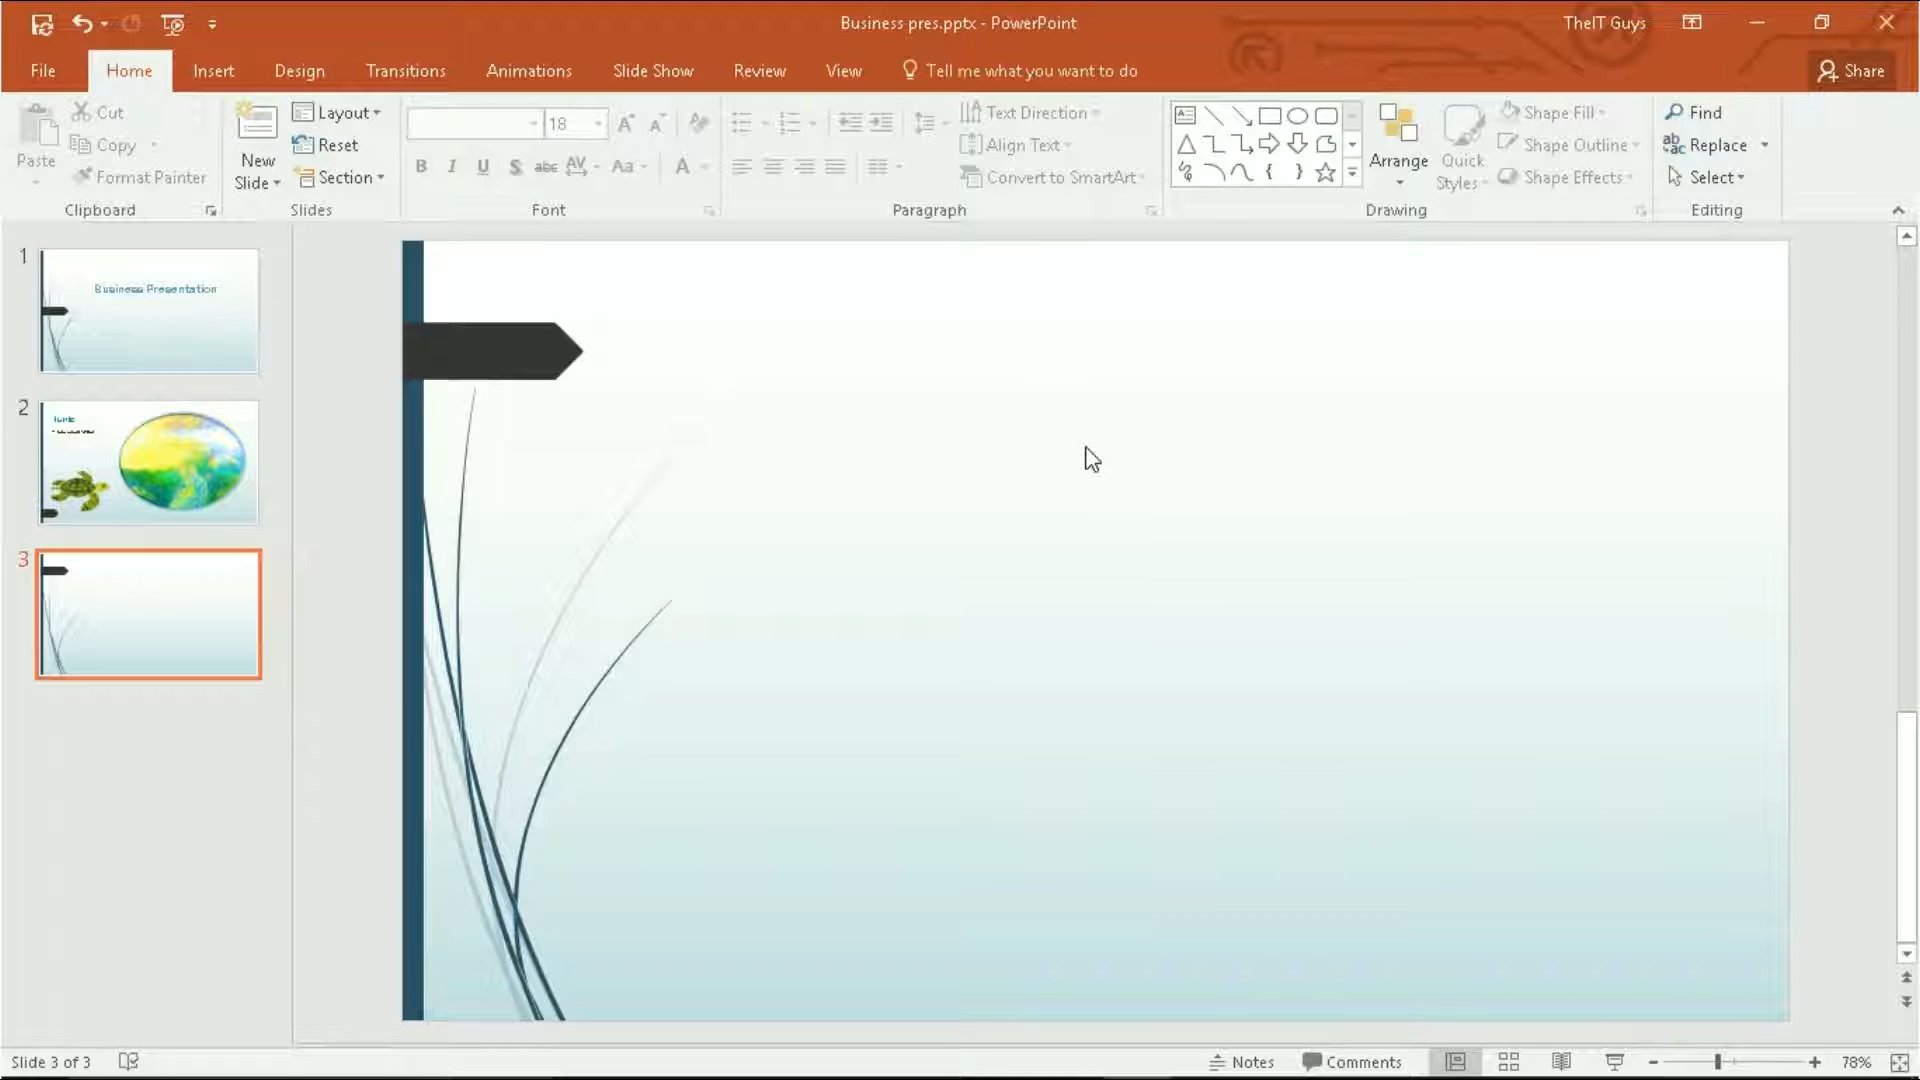 Business pres.pptx - PowerPoint
TheIT Guys
File
Home
Insert
Design
Transitions
Animations
Slide Show
Review
View
Tell me what you want to do
Share
Paste
Cut
Copy
Format Painter
Clipboard
New
Slide
Layout
Reset
Section
Slides
18
B I U S abc AV Aa A
Font
Text Direction
Align Text
Convert to SmartArt
Paragraph
Arrange
Quick
Styles
Shape Fill
Shape Outline
Shape Effects
Drawing
Find
Replace
Select
Editing
1
Business Presentation
2
3
Slide 3 of 3
Notes
Comments
78%